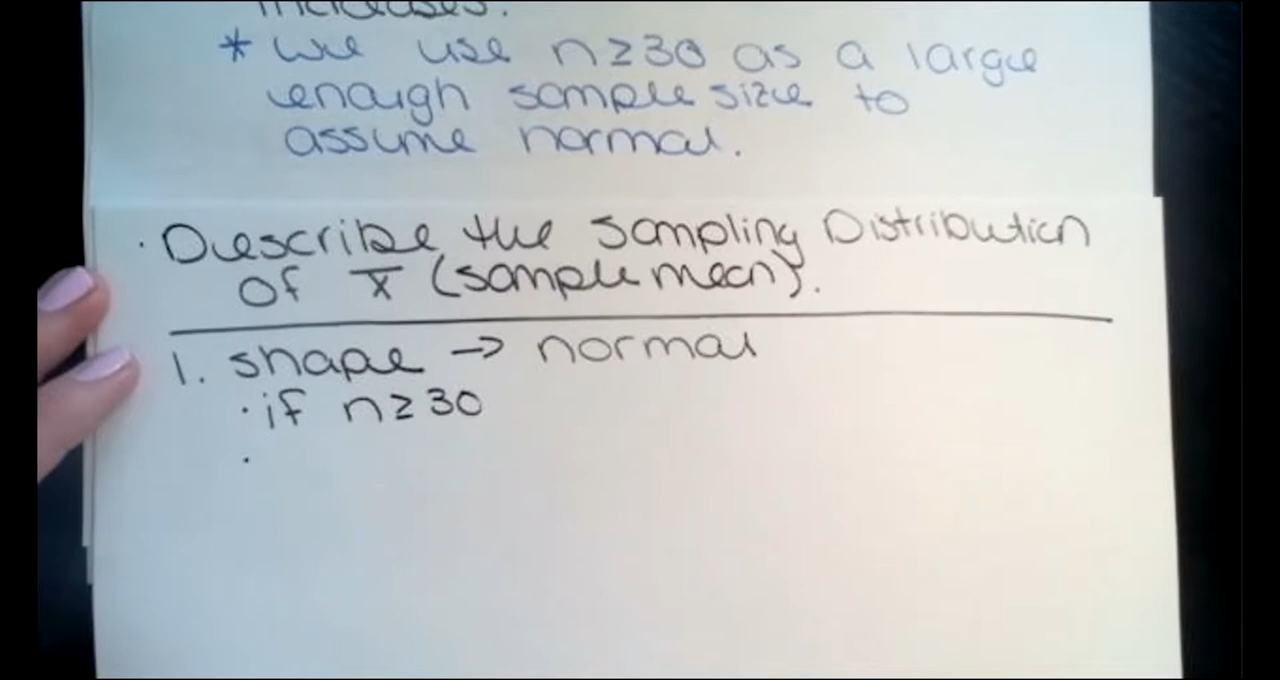 increases.
* we use n≥30 as a large
enough sample size to
assume normal.
· Describe the Sampling Distribution
of x̄ (sample mean).
1. shape → normal
· if n≥30
·